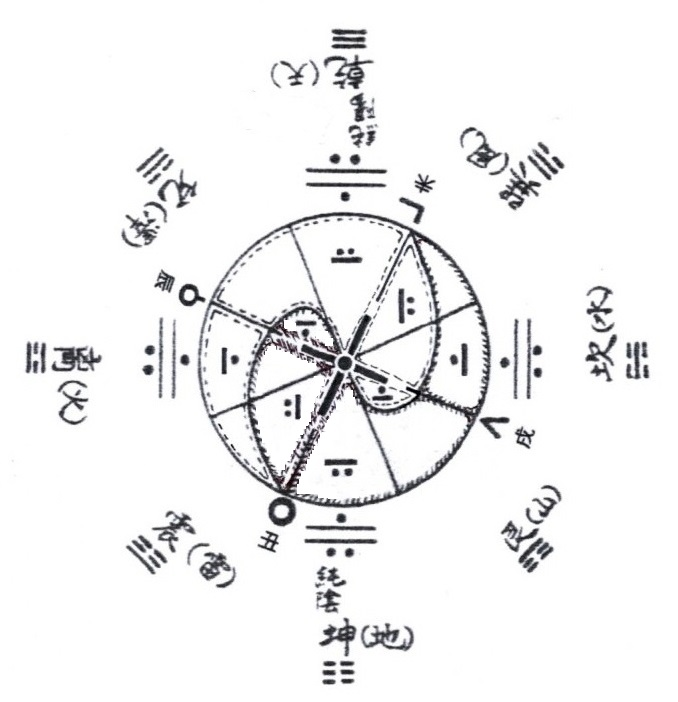 乾(天)
純陽
巽(風)
未
坎(水)
戌
艮(山)
坤(地)
純陰
丑
震(雷)
离(火)
辰
兌(澤)